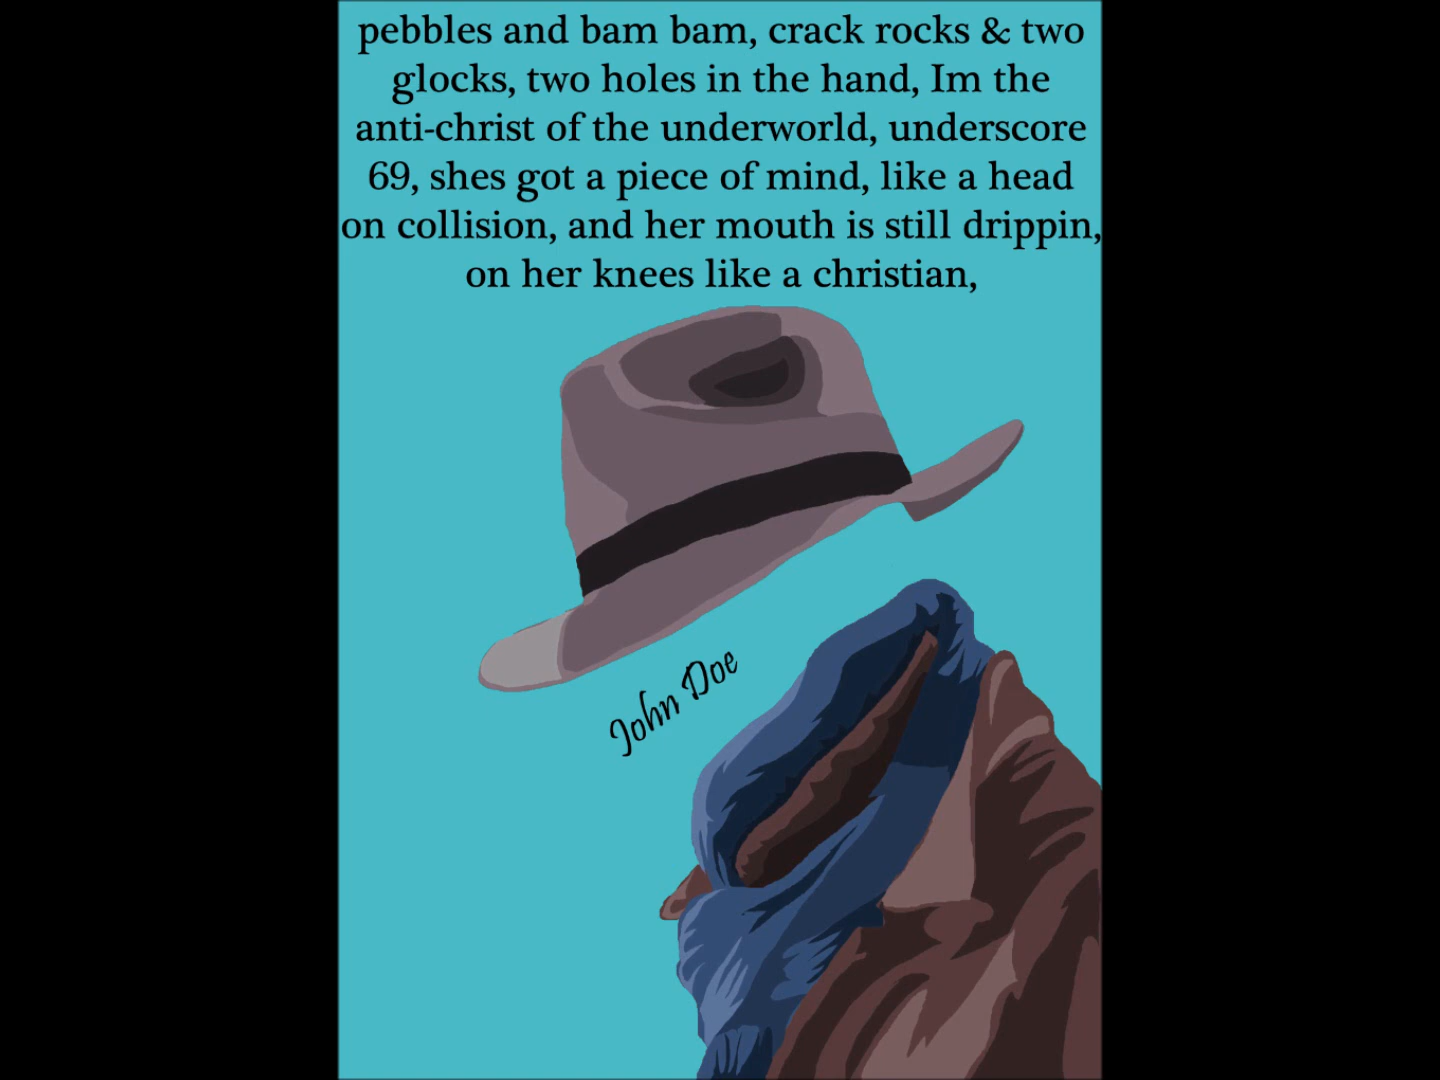 pebbles and bam bam, crack rocks & two
glocks, two holes in the hand, Im the
anti-christ of the underworld, underscore
69, shes got a piece of mind, like a head
on collision, and her mouth is still drippin,
on her knees like a christian,
John Doe